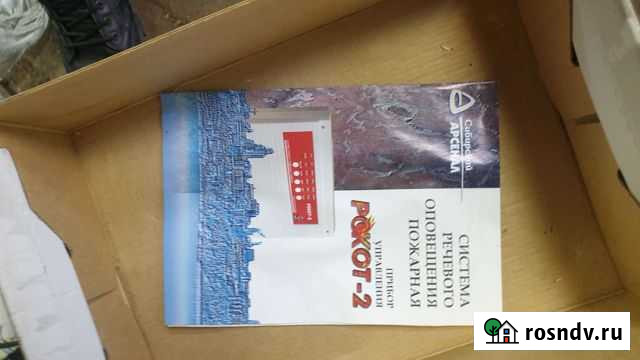 Сибирский
АРСЕНАЛ
СИСТЕМА
РЕЧЕВОГО
ОПОВЕЩЕНИЯ
ПОЖАРНАЯ
ПРИБОР
УПРАВЛЕНИЯ
РОКОТ-2
rosndv.ru